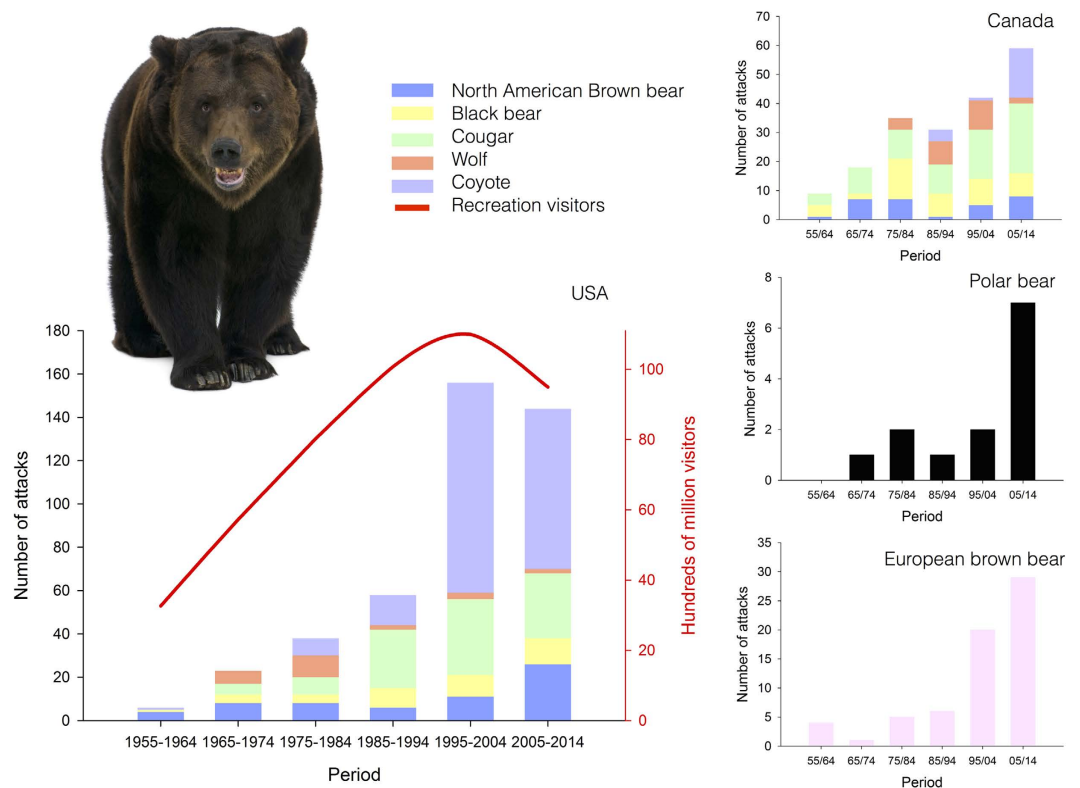 North American Brown bear
Black bear
Cougar
Wolf
Coyote
Recreation visitors
USA
180
160
140
120
100
80
60
40
20
0
Number of attacks
1955-1964 1965-1974 1975-1984 1985-1994 1995-2004 2005-2014
Period
100
80
60
40
20
0
Hundreds of million visitors
Canada
70
60
50
40
30
20
10
0
Number of attacks
55/64 65/74 75/84 85/94 95/04 05/14
Period
Polar bear
8
6
4
2
0
Number of attacks
55/64 65/74 75/84 85/94 95/04 05/14
Period
European brown bear
35
30
25
20
15
10
5
0
Number of attacks
55/64 65/74 75/84 85/94 95/04 05/14
Period